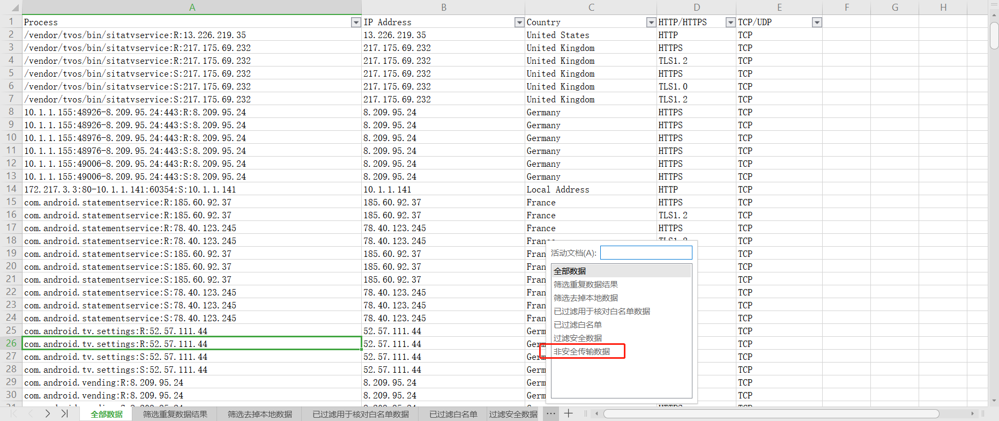 A B C D E F G H
1 Process IP Address Country HTTP/HTTPS TCP/UDP
2 /vendor/tvos/bin/sitatvservice:R:13.226.219.35 13.226.219.35 United States HTTP TCP
3 /vendor/tvos/bin/sitatvservice:R:217.175.69.232 217.175.69.232 United Kingdom HTTPS TCP
4 /vendor/tvos/bin/sitatvservice:R:217.175.69.232 217.175.69.232 United Kingdom TLS1.2 TCP
5 /vendor/tvos/bin/sitatvservice:S:217.175.69.232 217.175.69.232 United Kingdom HTTPS TCP
6 /vendor/tvos/bin/sitatvservice:S:217.175.69.232 217.175.69.232 United Kingdom TLS1.0 TCP
7 /vendor/tvos/bin/sitatvservice:S:217.175.69.232 217.175.69.232 United Kingdom TLS1.2 TCP
8 10.1.1.155:48926-8.209.95.24:443:R:8.209.95.24 8.209.95.24 Germany HTTPS TCP
9 10.1.1.155:48926-8.209.95.24:443:S:8.209.95.24 8.209.95.24 Germany HTTPS TCP
10 10.1.1.155:48976-8.209.95.24:443:R:8.209.95.24 8.209.95.24 Germany HTTPS TCP
11 10.1.1.155:48976-8.209.95.24:443:S:8.209.95.24 8.209.95.24 Germany HTTPS TCP
12 10.1.1.155:49006-8.209.95.24:443:R:8.209.95.24 8.209.95.24 Germany HTTPS TCP
13 10.1.1.155:49006-8.209.95.24:443:S:8.209.95.24 8.209.95.24 Germany HTTPS TCP
14 172.217.3.3:80-10.1.1.141:60354:S:10.1.1.141 10.1.1.141 Local Address HTTP TCP
15 com.android.statementservice:R:185.60.92.37 185.60.92.37 France HTTPS TCP
16 com.android.statementservice:R:185.60.92.37 185.60.92.37 France TLS1.2 TCP
17 com.android.statementservice:R:78.40.123.245 78.40.123.245 France HTTPS TCP
18 com.android.statementservice:R:78.40.123.245 78.40.123.245 France TLS1.2 TCP
19 com.android.statementservice:S:185.60.92.37 185.60.92.37 Fran TCP
20 com.android.statementservice:S:185.60.92.37 185.60.92.37 Fran TCP
21 com.android.statementservice:S:185.60.92.37 185.60.92.37 Fran TCP
22 com.android.statementservice:S:78.40.123.245 78.40.123.245 Fran TCP
23 com.android.statementservice:S:78.40.123.245 78.40.123.245 Fran TCP
24 com.android.statementservice:S:78.40.123.245 78.40.123.245 Fran TCP
25 com.android.tv.settings:R:52.57.111.44 52.57.111.44 Germ TCP
26 com.android.tv.settings:R:52.57.111.44 52.57.111.44 Germ TCP
27 com.android.tv.settings:S:52.57.111.44 52.57.111.44 Germ TCP
28 com.android.tv.settings:S:52.57.111.44 52.57.111.44 Germ TCP
29 com.android.vending:R:8.209.95.24 8.209.95.24 Germ TCP
30 com.android.vending:R:8.209.95.24 8.209.95.24 Germ TCP
活动文档(A):
全部数据
筛选重复数据结果
筛选去掉本地数据
已过滤用于核对白名单数据
已过滤白名单
过滤安全数据
非安全传输数据
全部数据 筛选重复数据结果 筛选去掉本地数据 已过滤用于核对白名单数据 已过滤白名单 过滤安全数据 ...